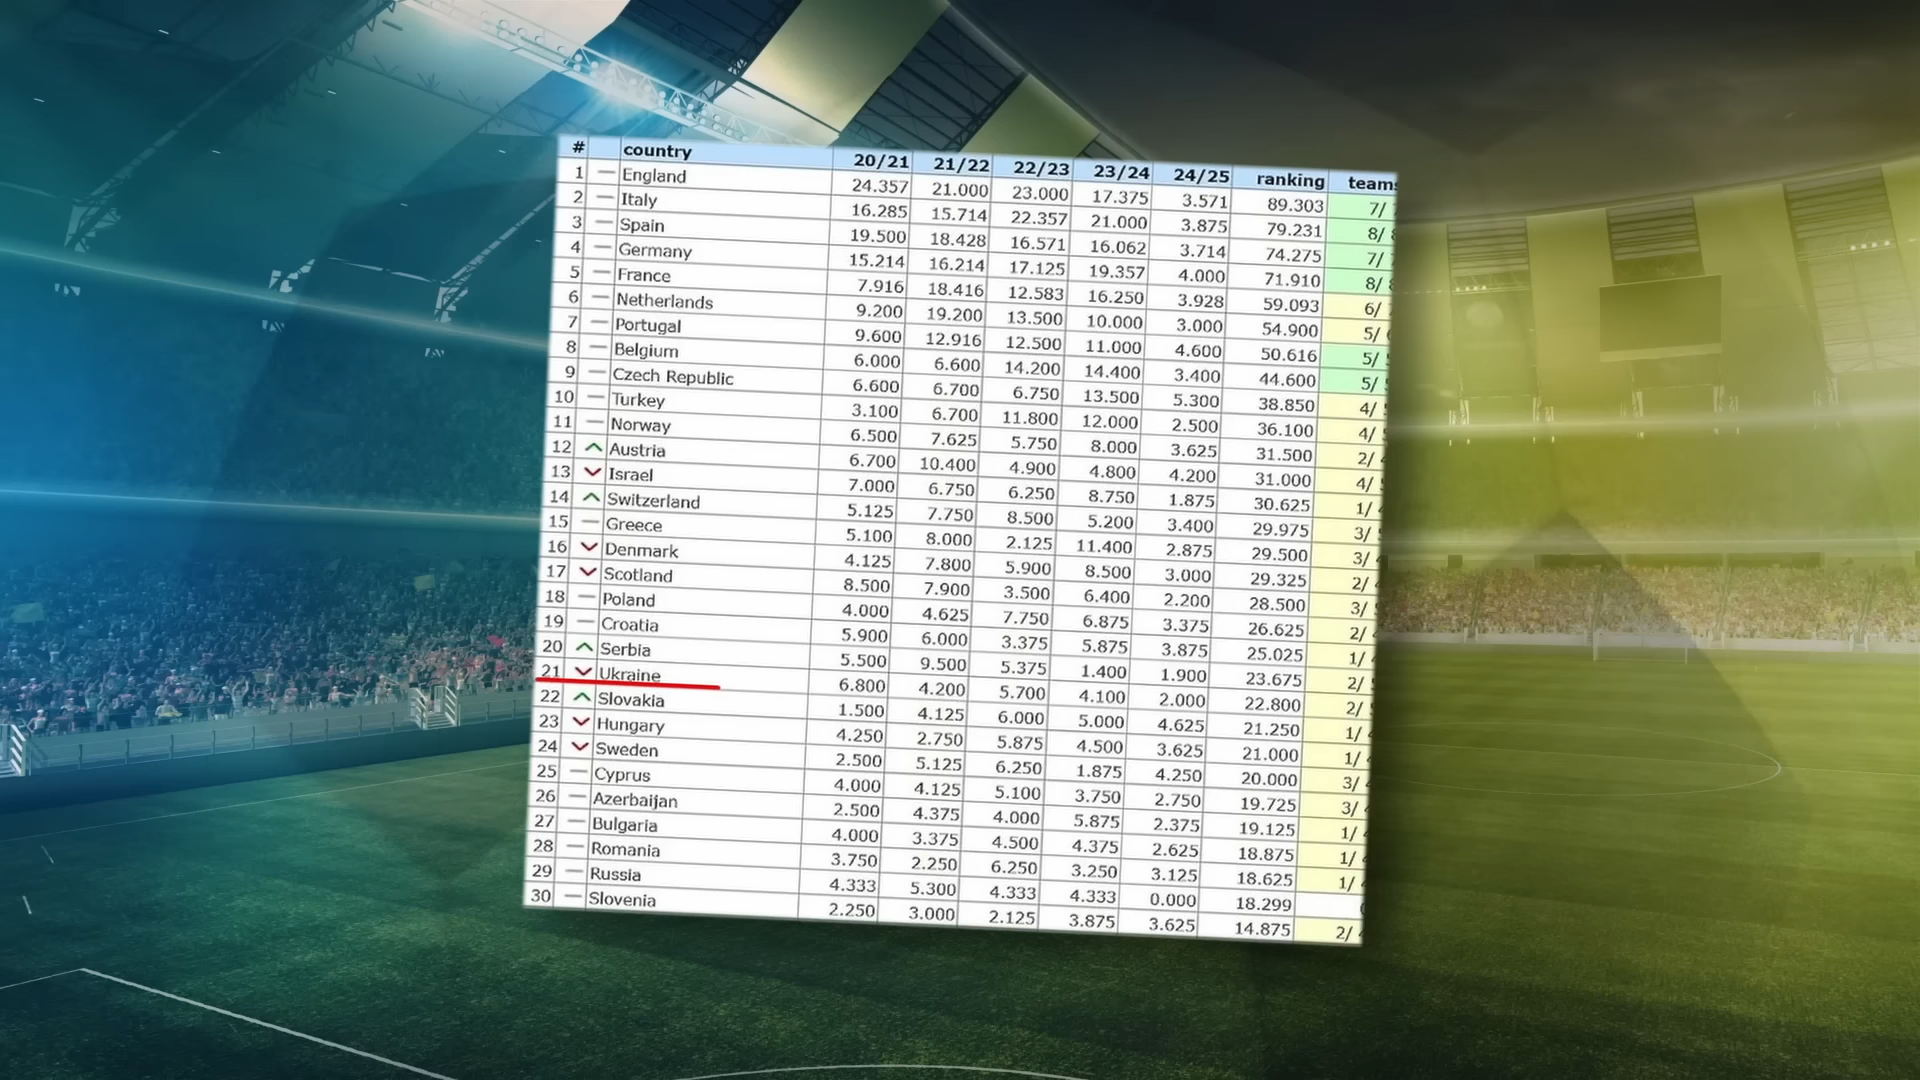 # country 20/21 21/22 22/23 23/24 24/25 ranking teams
1 England 24.357 21.000 23.000 17.375 3.571 89.303 7/
2 Italy 16.285 15.714 22.357 21.000 3.875 79.231 8/
3 Spain 19.500 18.428 16.571 16.062 3.714 74.275 7/
4 Germany 15.214 16.214 17.125 19.357 4.000 71.910 8/
5 France 7.916 18.416 12.583 16.250 3.928 59.093 6/
6 Netherlands 9.200 19.200 13.500 10.000 3.000 54.900 5/
7 Portugal 9.600 12.916 12.500 11.000 4.600 50.616 5/
8 Belgium 6.000 6.600 14.200 14.400 3.400 44.600 5/
9 Czech Republic 6.600 6.700 6.750 13.500 5.300 38.850 4/
10 Turkey 3.100 6.700 11.800 12.000 2.500 36.100 4/
11 Norway 6.500 7.625 5.750 8.000 3.625 31.500 2/
12 Austria 6.700 10.400 4.900 4.800 4.200 31.000 4/
13 Israel 7.000 6.750 6.250 8.750 1.875 30.625 1/
14 Switzerland 5.125 7.750 8.500 5.200 3.400 29.975 3/
15 Greece 5.100 8.000 2.125 11.400 2.875 29.500 3/
16 Denmark 4.125 7.800 5.900 8.500 3.000 29.325 2/
17 Scotland 8.500 7.900 3.500 6.400 2.200 28.500 3/
18 Poland 4.000 4.625 7.750 6.875 3.375 26.625 2/
19 Croatia 5.900 6.000 3.375 5.875 3.875 25.025 1/
20 Serbia 5.500 9.500 5.375 1.400 1.900 23.675 2/
21 Ukraine 6.800 4.200 5.700 4.100 2.000 22.800 2/
22 Slovakia 1.500 4.125 6.000 5.000 4.625 21.250 1/
23 Hungary 4.250 2.750 5.875 4.500 3.625 21.000 1/
24 Sweden 2.500 5.125 6.250 1.875 4.250 20.000 3/
25 Cyprus 4.000 4.125 5.100 3.750 2.750 19.725 3/
26 Azerbaijan 2.500 4.375 4.000 5.875 2.375 19.125 1/
27 Bulgaria 4.000 3.375 4.500 4.375 2.625 18.875 1/
28 Romania 3.750 2.250 6.250 3.250 3.125 18.625 1/
29 Russia 4.333 5.300 4.333 4.333 0.000 18.299
30 Slovenia 2.250 3.000 2.125 3.875 3.625 14.875 2/